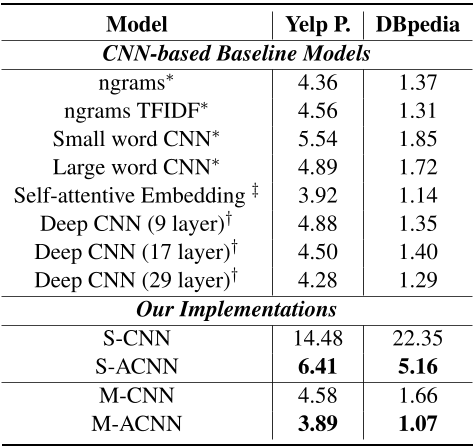 Model Yelp P. DBpedia
CNN-based Baseline Models
ngrams* 4.36 1.37
ngrams TFIDF* 4.56 1.31
Small word CNN* 5.54 1.85
Large word CNN* 4.89 1.72
Self-attentive Embedding ‡ 3.92 1.14
Deep CNN (9 layer)† 4.88 1.35
Deep CNN (17 layer)† 4.50 1.40
Deep CNN (29 layer)† 4.28 1.29
Our Implementations
S-CNN 14.48 22.35
S-ACNN 6.41 5.16
M-CNN 4.58 1.66
M-ACNN 3.89 1.07